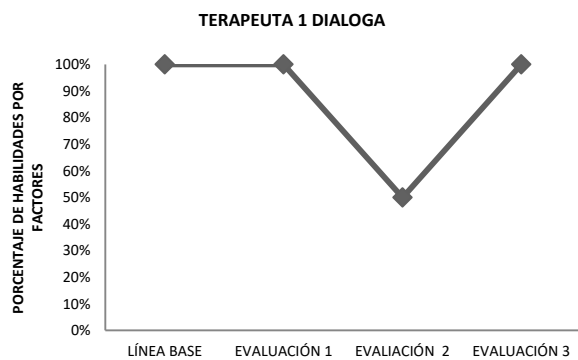 TERAPEUTA 1 DIALOGA
PORCENTAJE DE HABILIDADES POR
FACTORES
100%
90%
80%
70%
60%
50%
40%
30%
20%
10%
0%
LÍNEA BASE EVALUACIÓN 1 EVALIACIÓN 2 EVALUACIÓN 3